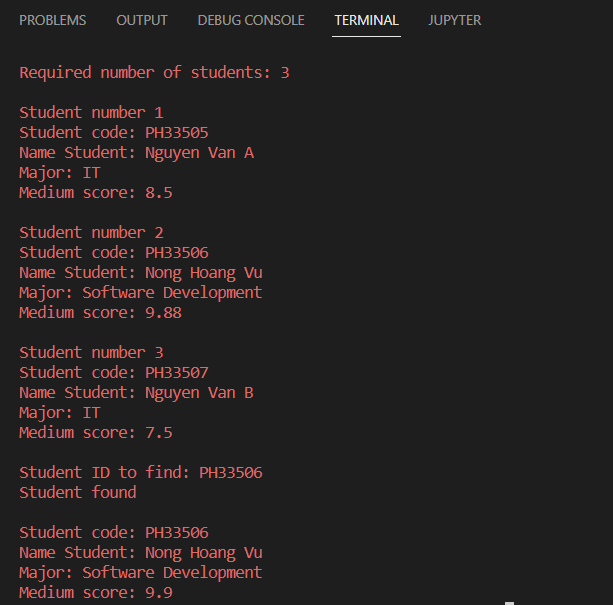 PROBLEMS OUTPUT DEBUG CONSOLE TERMINAL JUPYTER
Required number of students: 3
Student number 1
Student code: PH33505
Name Student: Nguyen Van A
Major: IT
Medium score: 8.5
Student number 2
Student code: PH33506
Name Student: Nong Hoang Vu
Major: Software Development
Medium score: 9.88
Student number 3
Student code: PH33507
Name Student: Nguyen Van B
Major: IT
Medium score: 7.5
Student ID to find: PH33506
Student found
Student code: PH33506
Name Student: Nong Hoang Vu
Major: Software Development
Medium score: 9.9